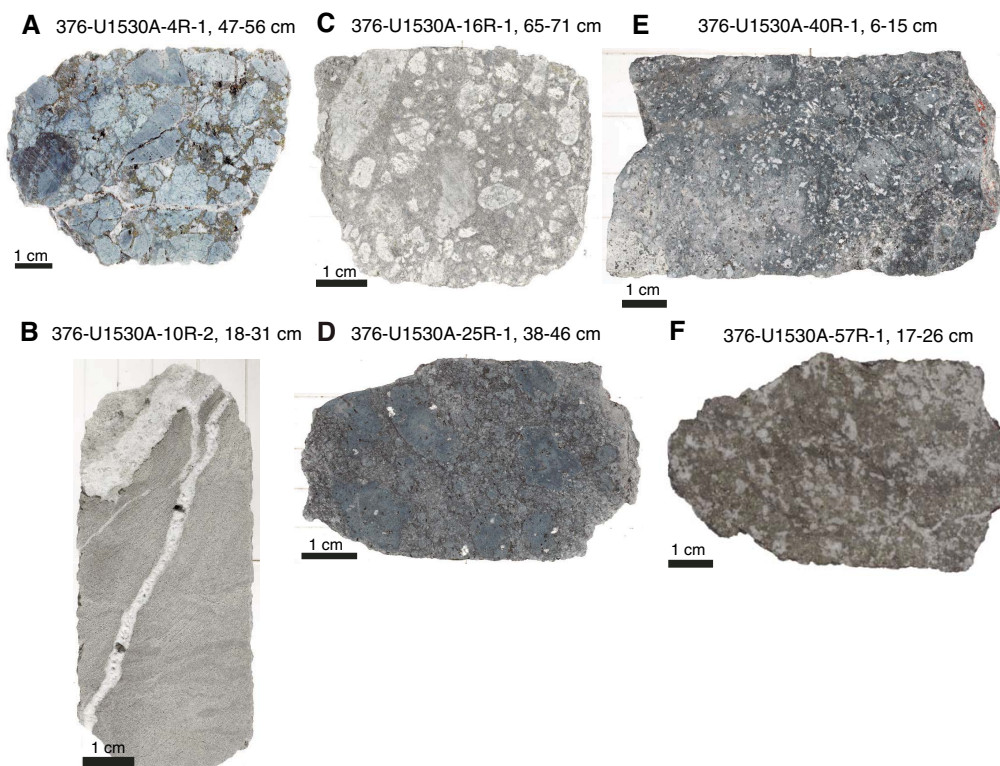 A 376-U1530A-4R-1, 47-56 cm
1 cm
B 376-U1530A-10R-2, 18-31 cm
1 cm
C 376-U1530A-16R-1, 65-71 cm
1 cm
D 376-U1530A-25R-1, 38-46 cm
1 cm
E 376-U1530A-40R-1, 6-15 cm
1 cm
F 376-U1530A-57R-1, 17-26 cm
1 cm